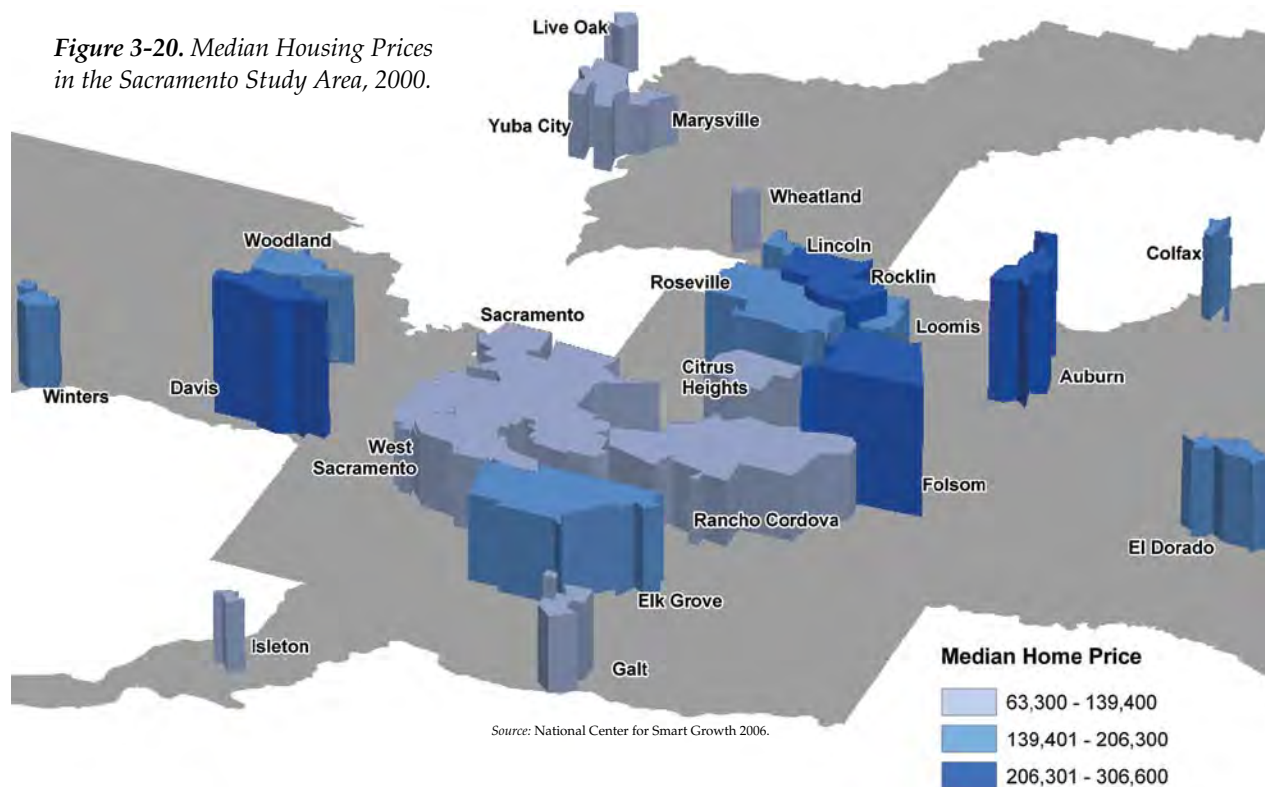 Figure 3-20. Median Housing Prices
in the Sacramento Study Area, 2000.
Live Oak
Yuba City
Marysville
Wheatland
Woodland
Lincoln
Colfax
Roseville
Rocklin
Sacramento
Loomis
Citrus
Heights
Auburn
Winters
Davis
West
Sacramento
Folsom
Rancho Cordova
El Dorado
Elk Grove
Isleton
Galt
Median Home Price
63,300 - 139,400
139,401 - 206,300
206,301 - 306,600
Source: National Center for Smart Growth 2006.